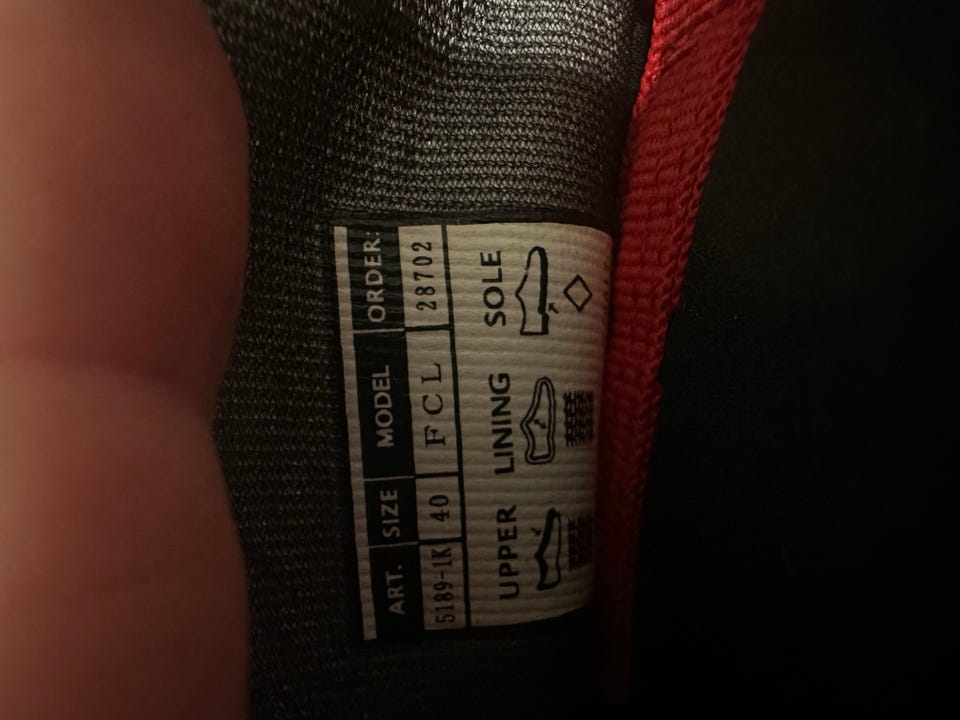 ART. SIZE MODEL ORDER:
5189-1K 40 FCL 28702
UPPER LINING SOLE